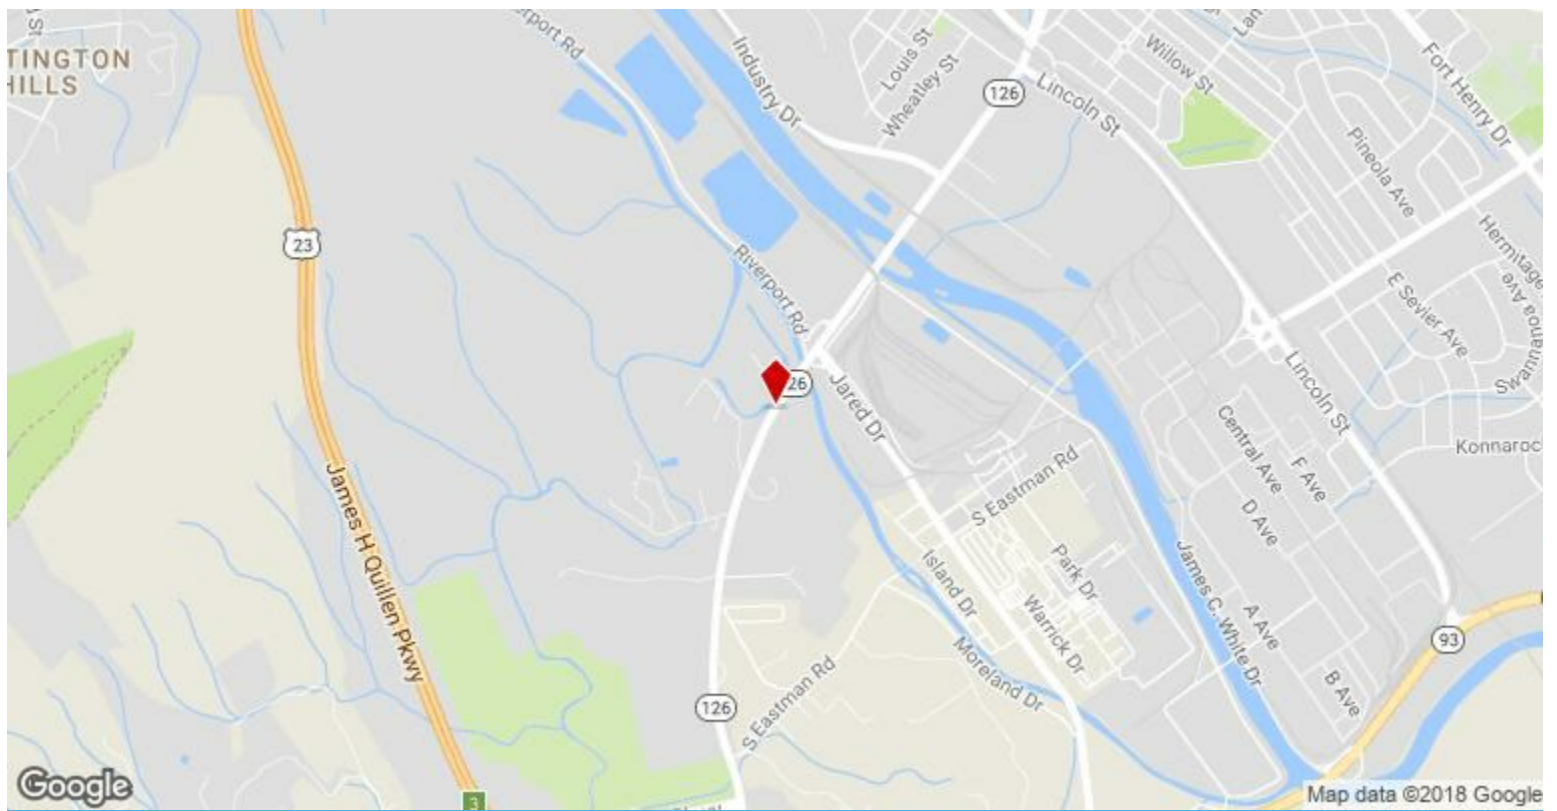 Riverport Rd
TINGTON
HILLS
Industry Dr
Louis St
Wheatley St
126
Lincoln St
Willow St
Fort Henry Dr
Pineola Ave
Hermitage
Swannanoa Ave
23
Riverport Rd
E Sevier Ave
26
Jared Dr
Lincoln St
Central Ave
F Ave
D Ave
Konnaroc
James H Quillen Pkwy
S Eastman Rd
Park Dr
Island Dr
Warrick Dr
James C. White Dr
A Ave
B Ave
93
Moreland Dr
S Eastman Rd
126
3
Google
Map data ©2018 Google